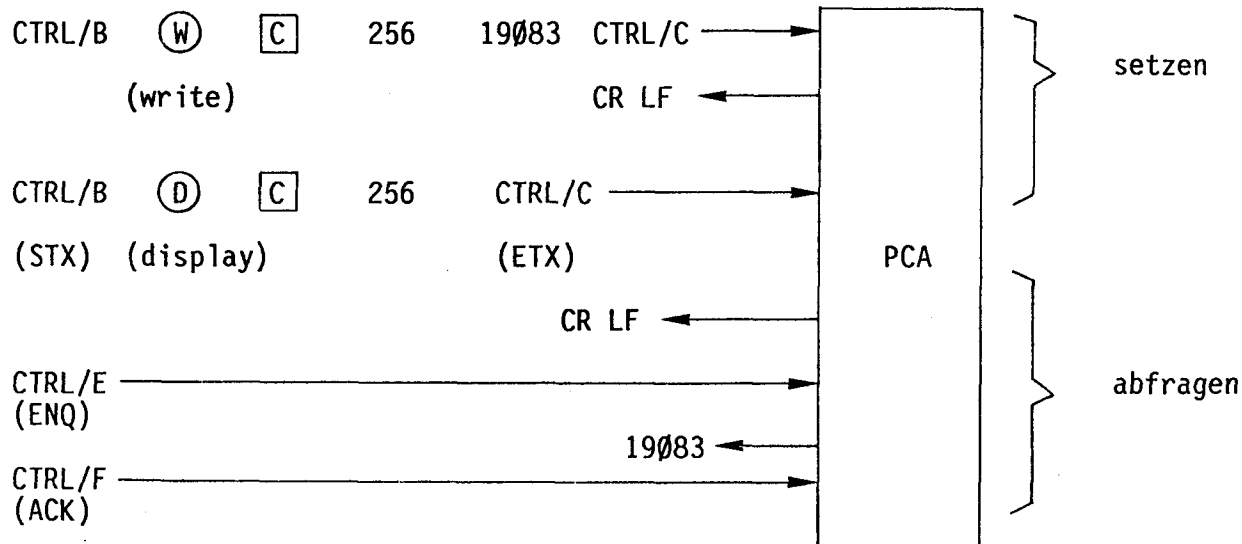 CTRL/B W C 256 19Ø83 CTRL/C
setzen
(write) CR LF
CTRL/B D C 256 CTRL/C
(STX) (display) (ETX) PCA
CR LF
CTRL/E
abfragen
(ENQ)
19Ø83
CTRL/F
(ACK)